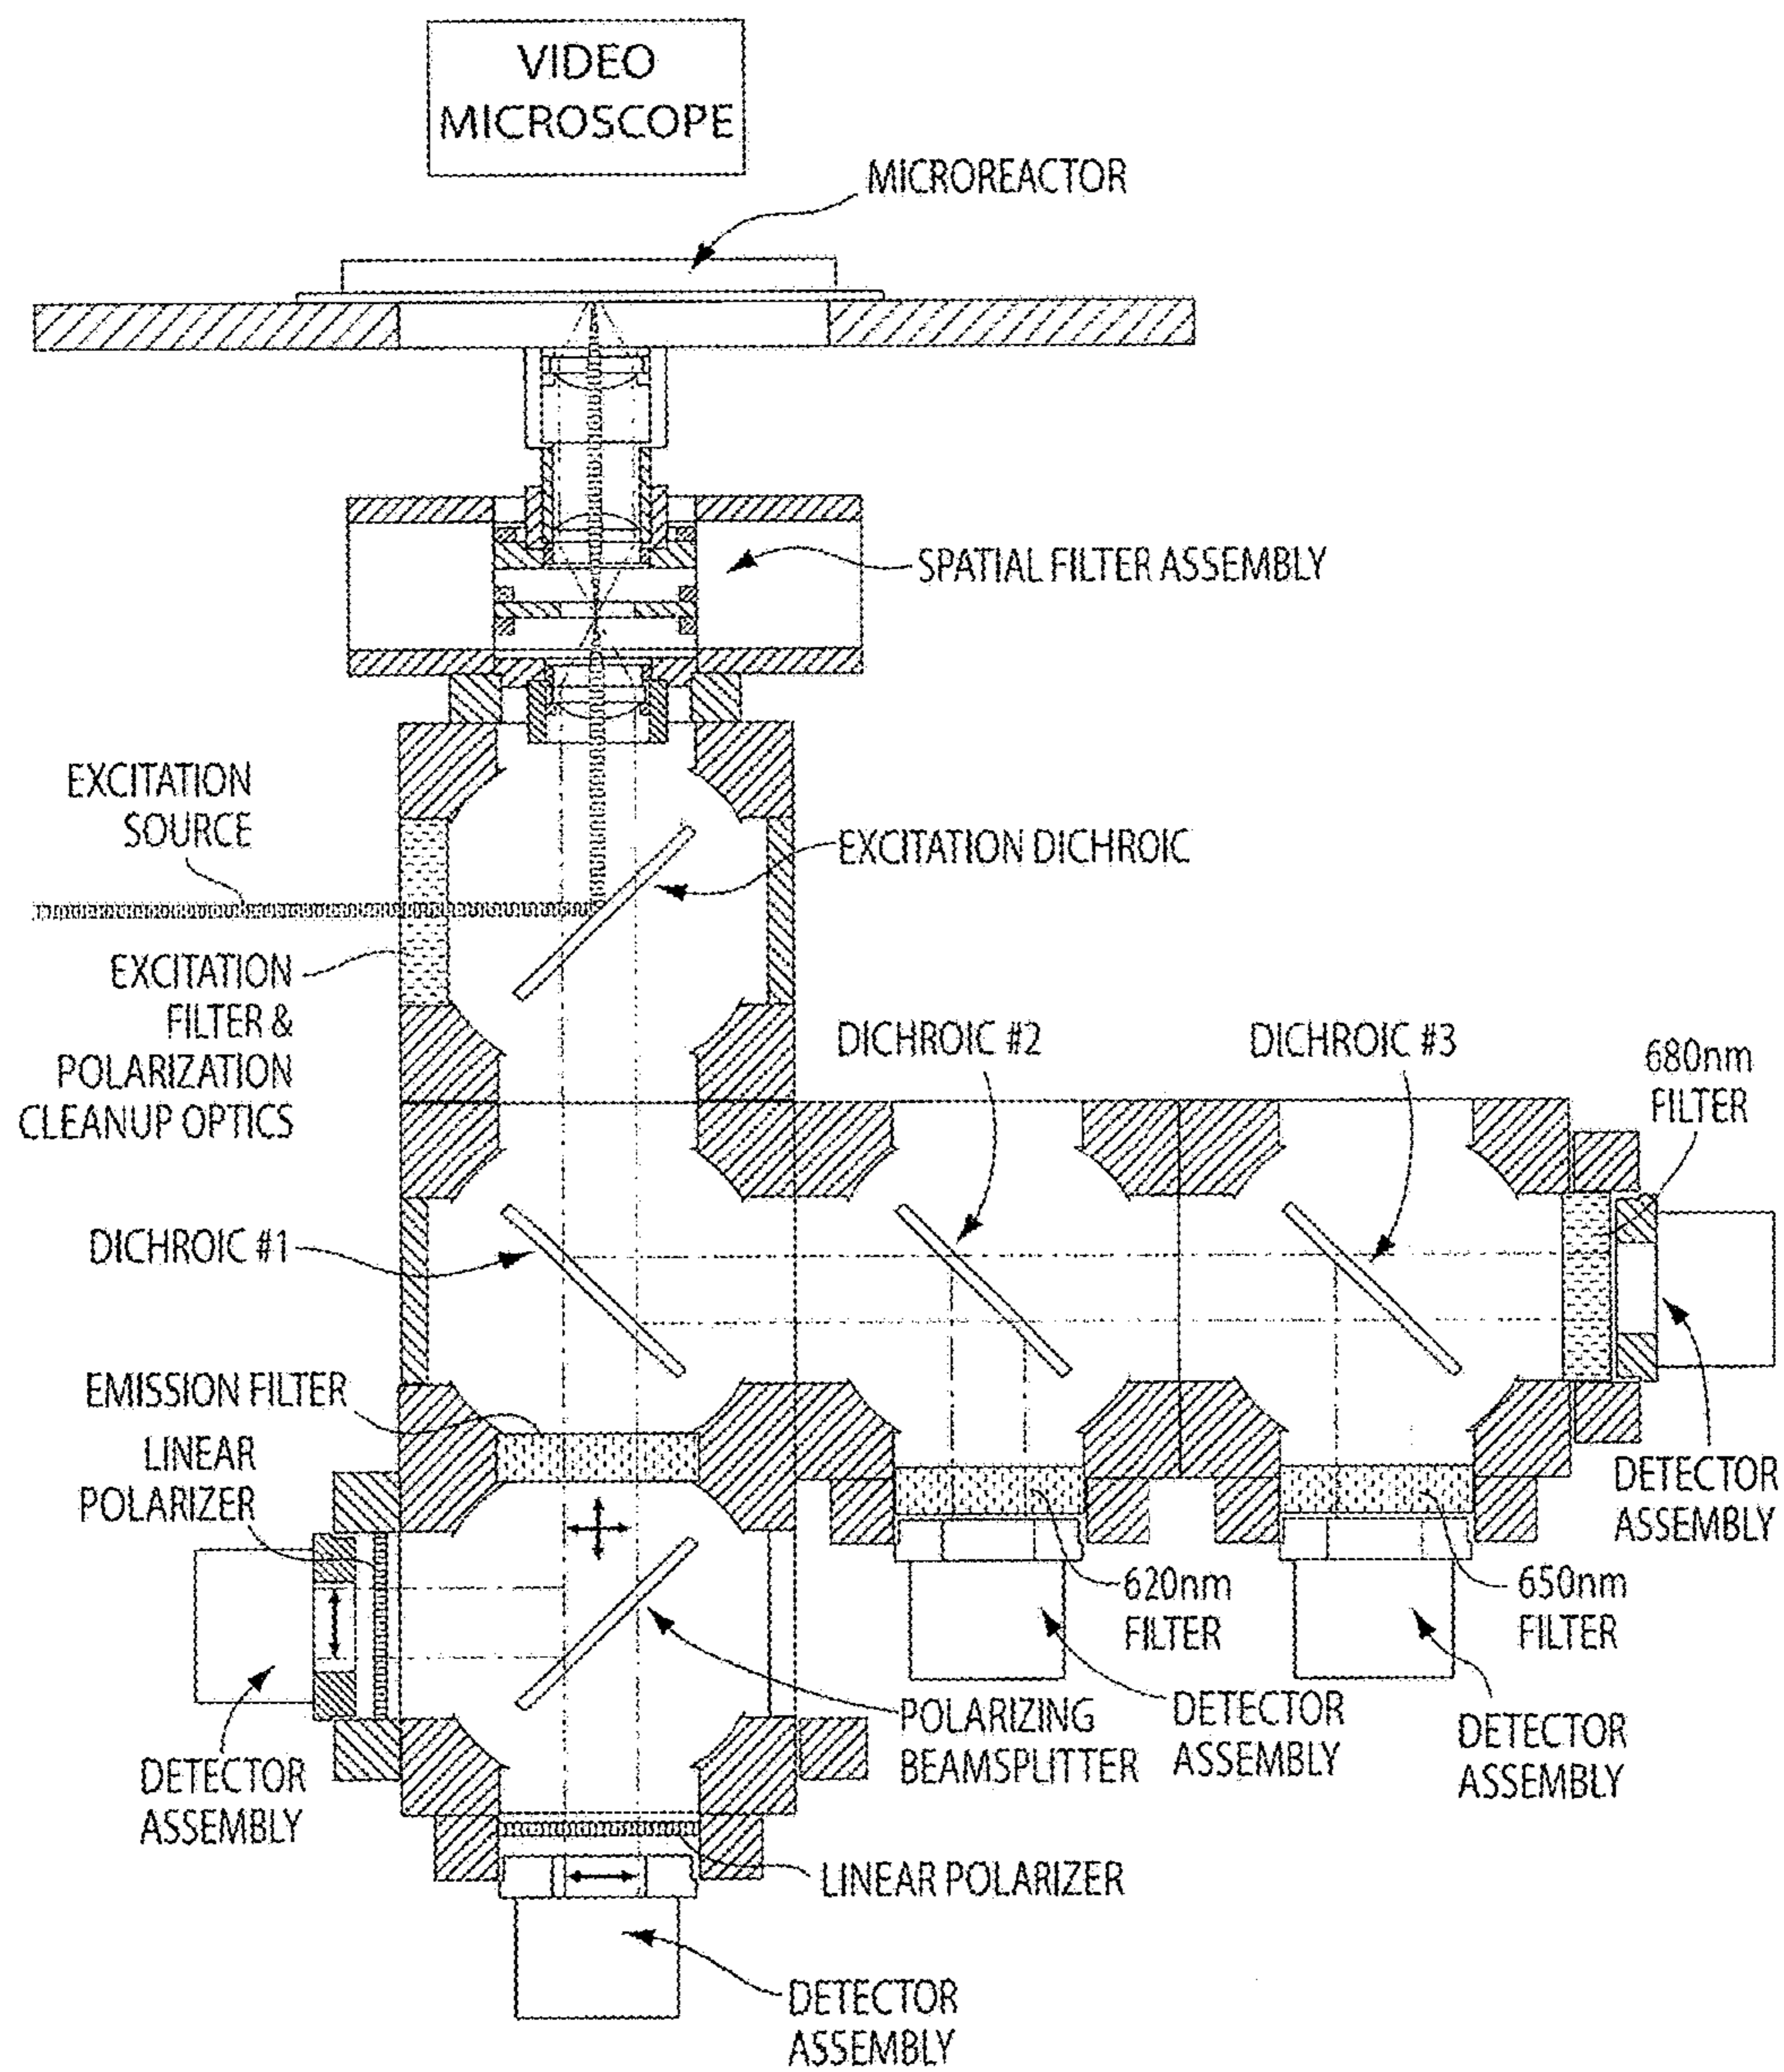 VIDEO
MICROSCOPE
MICROREACTOR
SPATIAL FILTER ASSEMBLY
EXCITATION
SOURCE
EXCITATION DICHROIC
EXCITATION
FILTER &
POLARIZATION
CLEANUP OPTICS
DICHROIC #2
DICHROIC #3
680nm
FILTER
DICHROIC #1
EMISSION FILTER
LINEAR
POLARIZER
DETECTOR
ASSEMBLY
620nm
FILTER
650nm
FILTER
POLARIZING
BEAMSPLITTER
DETECTOR
ASSEMBLY
DETECTOR
ASSEMBLY
DETECTOR
ASSEMBLY
LINEAR POLARIZER
DETECTOR
ASSEMBLY